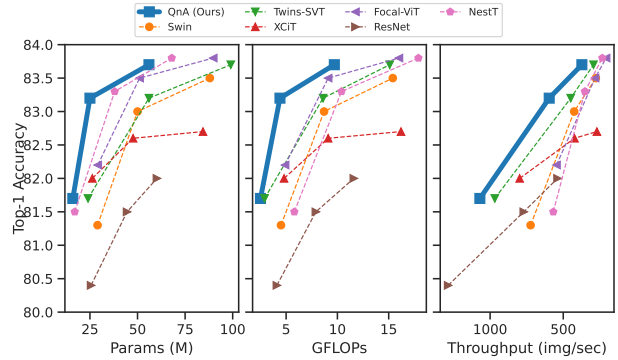 QnA (Ours) Twins-SVT Focal-ViT NestT
Swin XCiT ResNet
Top-1 Accuracy
84.0
83.5
83.0
82.5
82.0
81.5
81.0
80.5
80.0
25 50 75 100 5 10 15 1000 500
Params (M) GFLOPs Throughput (img/sec)